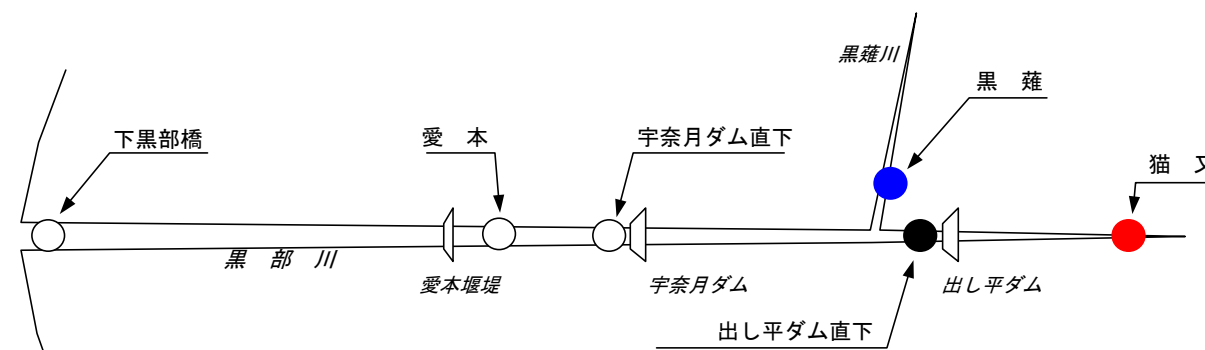 黒薙川
黒　薙
下黒部橋
愛　本
宇奈月ダム直下
猫　又
黒　部　川
愛本堰堤
宇奈月ダム
出し平ダム
出し平ダム直下